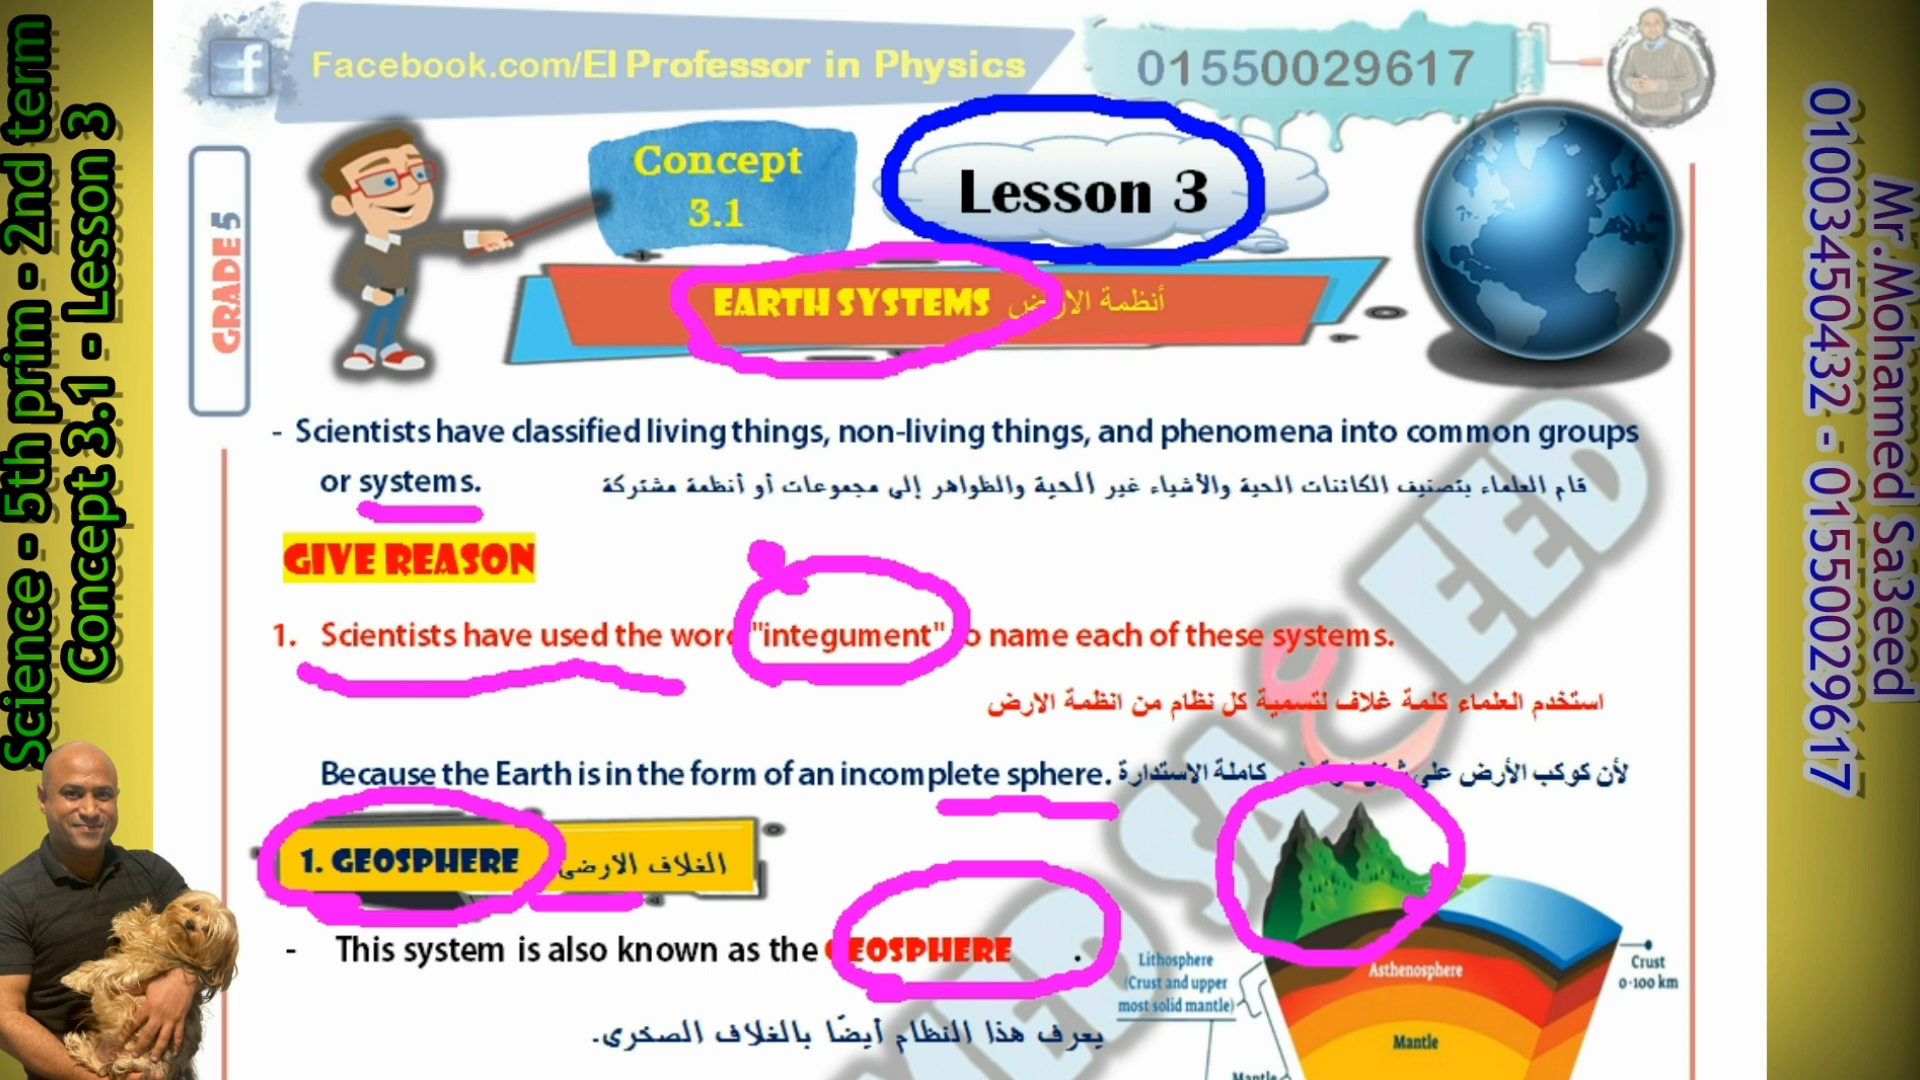 Science - 5th prim - 2nd term
Concept 3.1 - Lesson 3
Facebook.com/El Professor in Physics
01550029617
GRADE 5
Concept
3.1
Lesson 3
EARTH SYSTEMS أنظمة الارض
- Scientists have classified living things, non-living things, and phenomena into common groups
or systems. قام العلماء بتصنيف الكائنات الحية والأشياء غير الحية والظواهر إلى مجموعات أو أنظمة مشتركة
GIVE REASON
1. Scientists have used the word "integument" to name each of these systems.
استخدم العلماء كلمة غلاف لتسمية كل نظام من انظمة الارض
Because the Earth is in the form of an incomplete sphere. لأن كوكب الأرض على كاملة الاستدارة
1. GEOSPHERE الغلاف الارضى
- This system is also known as the GEOSPHERE .
يعرف هذا النظام أيضًا بالغلاف الصخرى.
Lithosphere
(Crust and upper
most solid mantle)
Asthenosphere
Crust
0-100 km
Mantle
Mantle
Mr.Mohammed Sa3eed
01003450432 - 01550029617